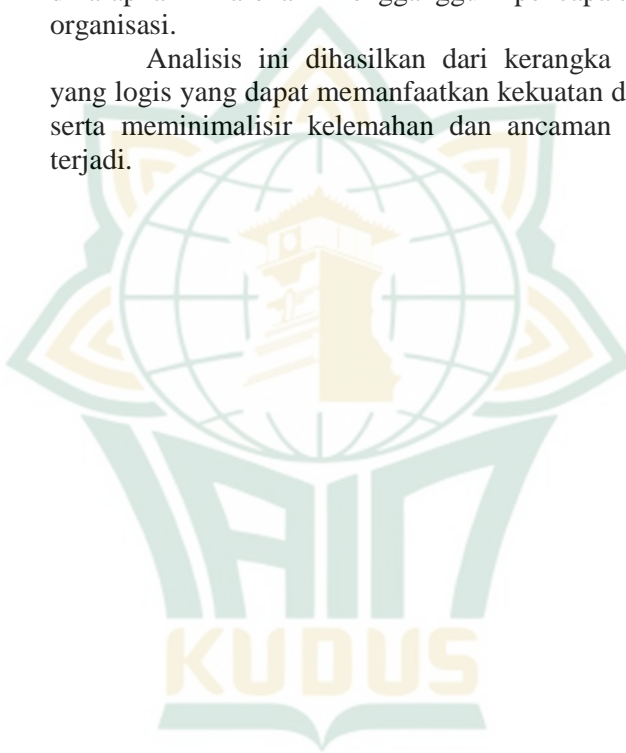 organisasi.
Analisis ini dihasilkan dari kerangka
yang logis yang dapat memanfaatkan kekuatan
serta meminimalisir kelemahan dan ancaman
terjadi.
IAIN
KUDUS